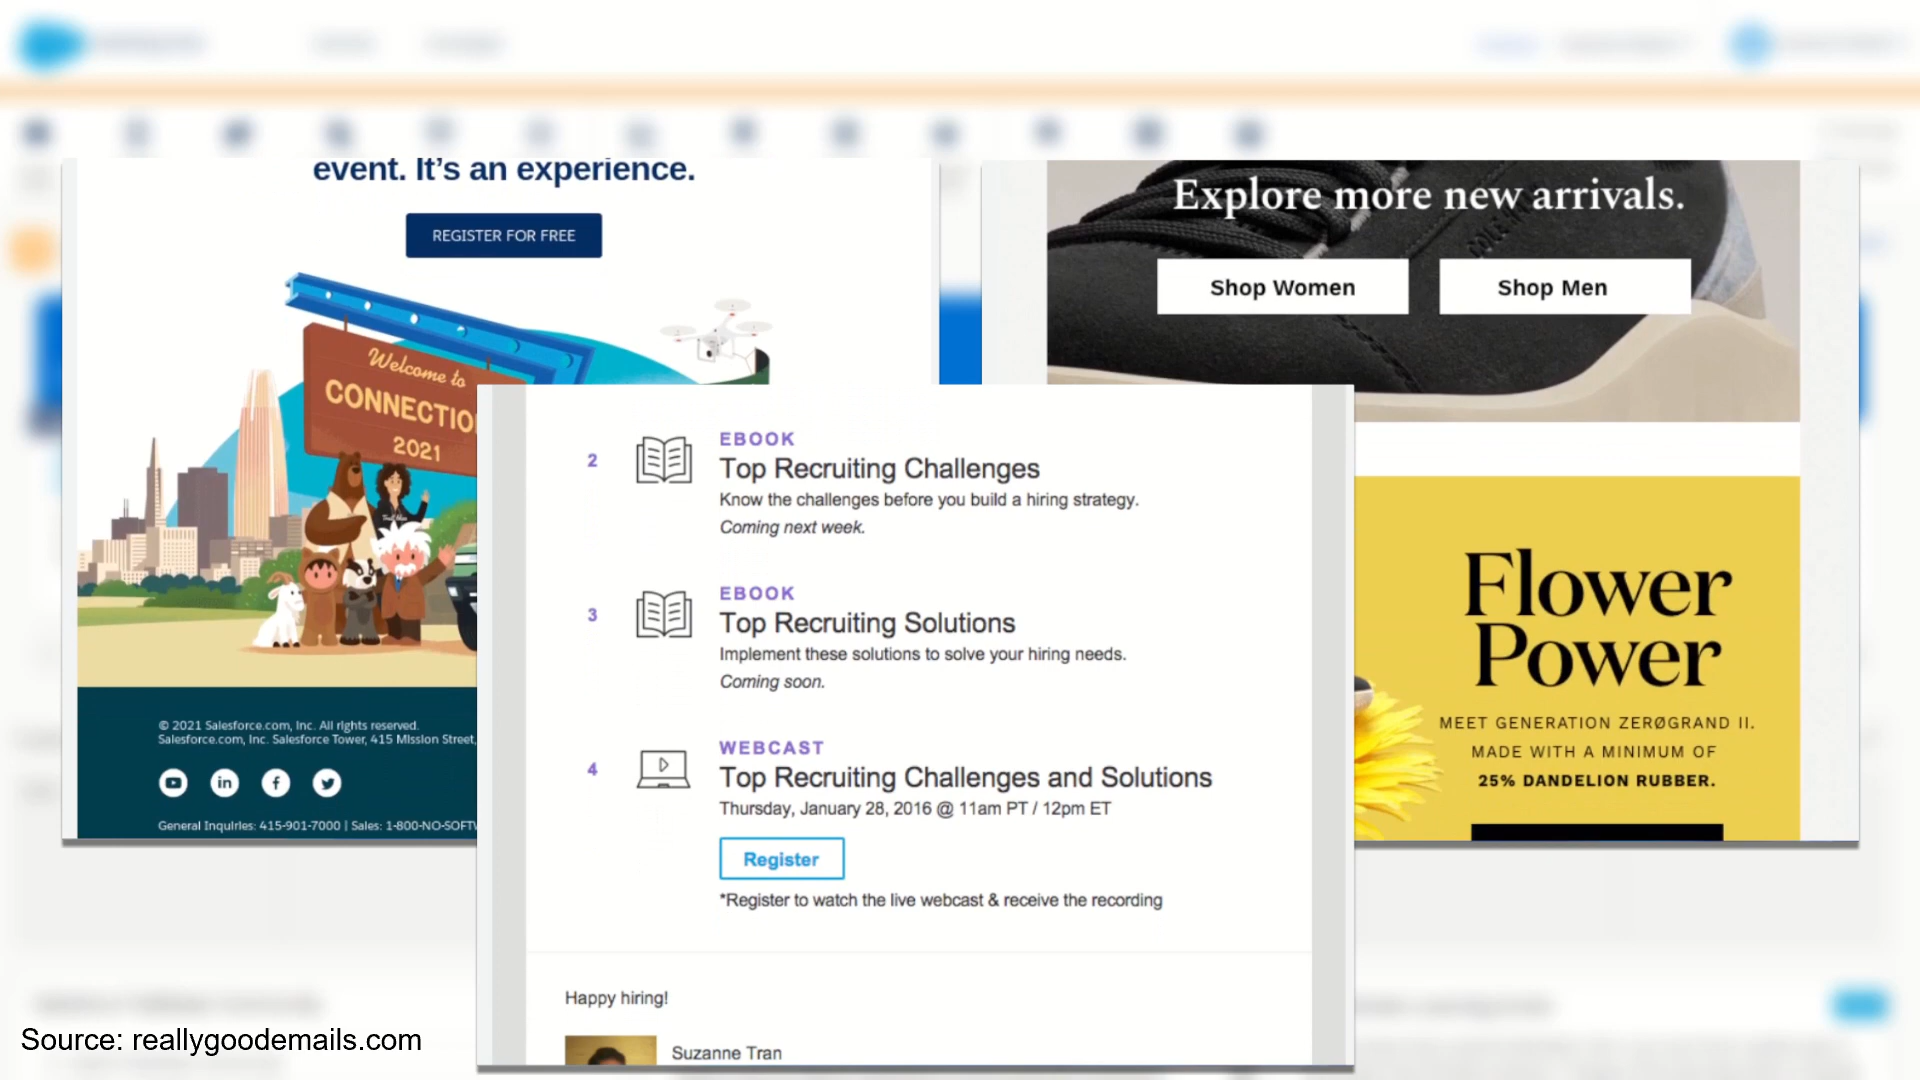 event. It’s an experience.
REGISTER FOR FREE
Welcome to
CONNECTIO
2021
© 2021 Salesforce.com, Inc. All rights reserved.
Salesforce.com, Inc. Salesforce Tower, 415 Mission Street,
General Inquiries: 415-901-7000 | Sales: 1-800-NO-SOFTW
2
EBOOK
Top Recruiting Challenges
Know the challenges before you build a hiring strategy.
Coming next week.
3
EBOOK
Top Recruiting Solutions
Implement these solutions to solve your hiring needs.
Coming soon.
4
WEBCAST
Top Recruiting Challenges and Solutions
Thursday, January 28, 2016 @ 11am PT / 12pm ET
Register
*Register to watch the live webcast & receive the recording
Happy hiring!
Suzanne Tran
Explore more new arrivals.
COLE
Shop Women
Shop Men
Flower
Power
MEET GENERATION ZERØGRAND II.
MADE WITH A MINIMUM OF
25% DANDELION RUBBER.
Source: reallygoodemails.com